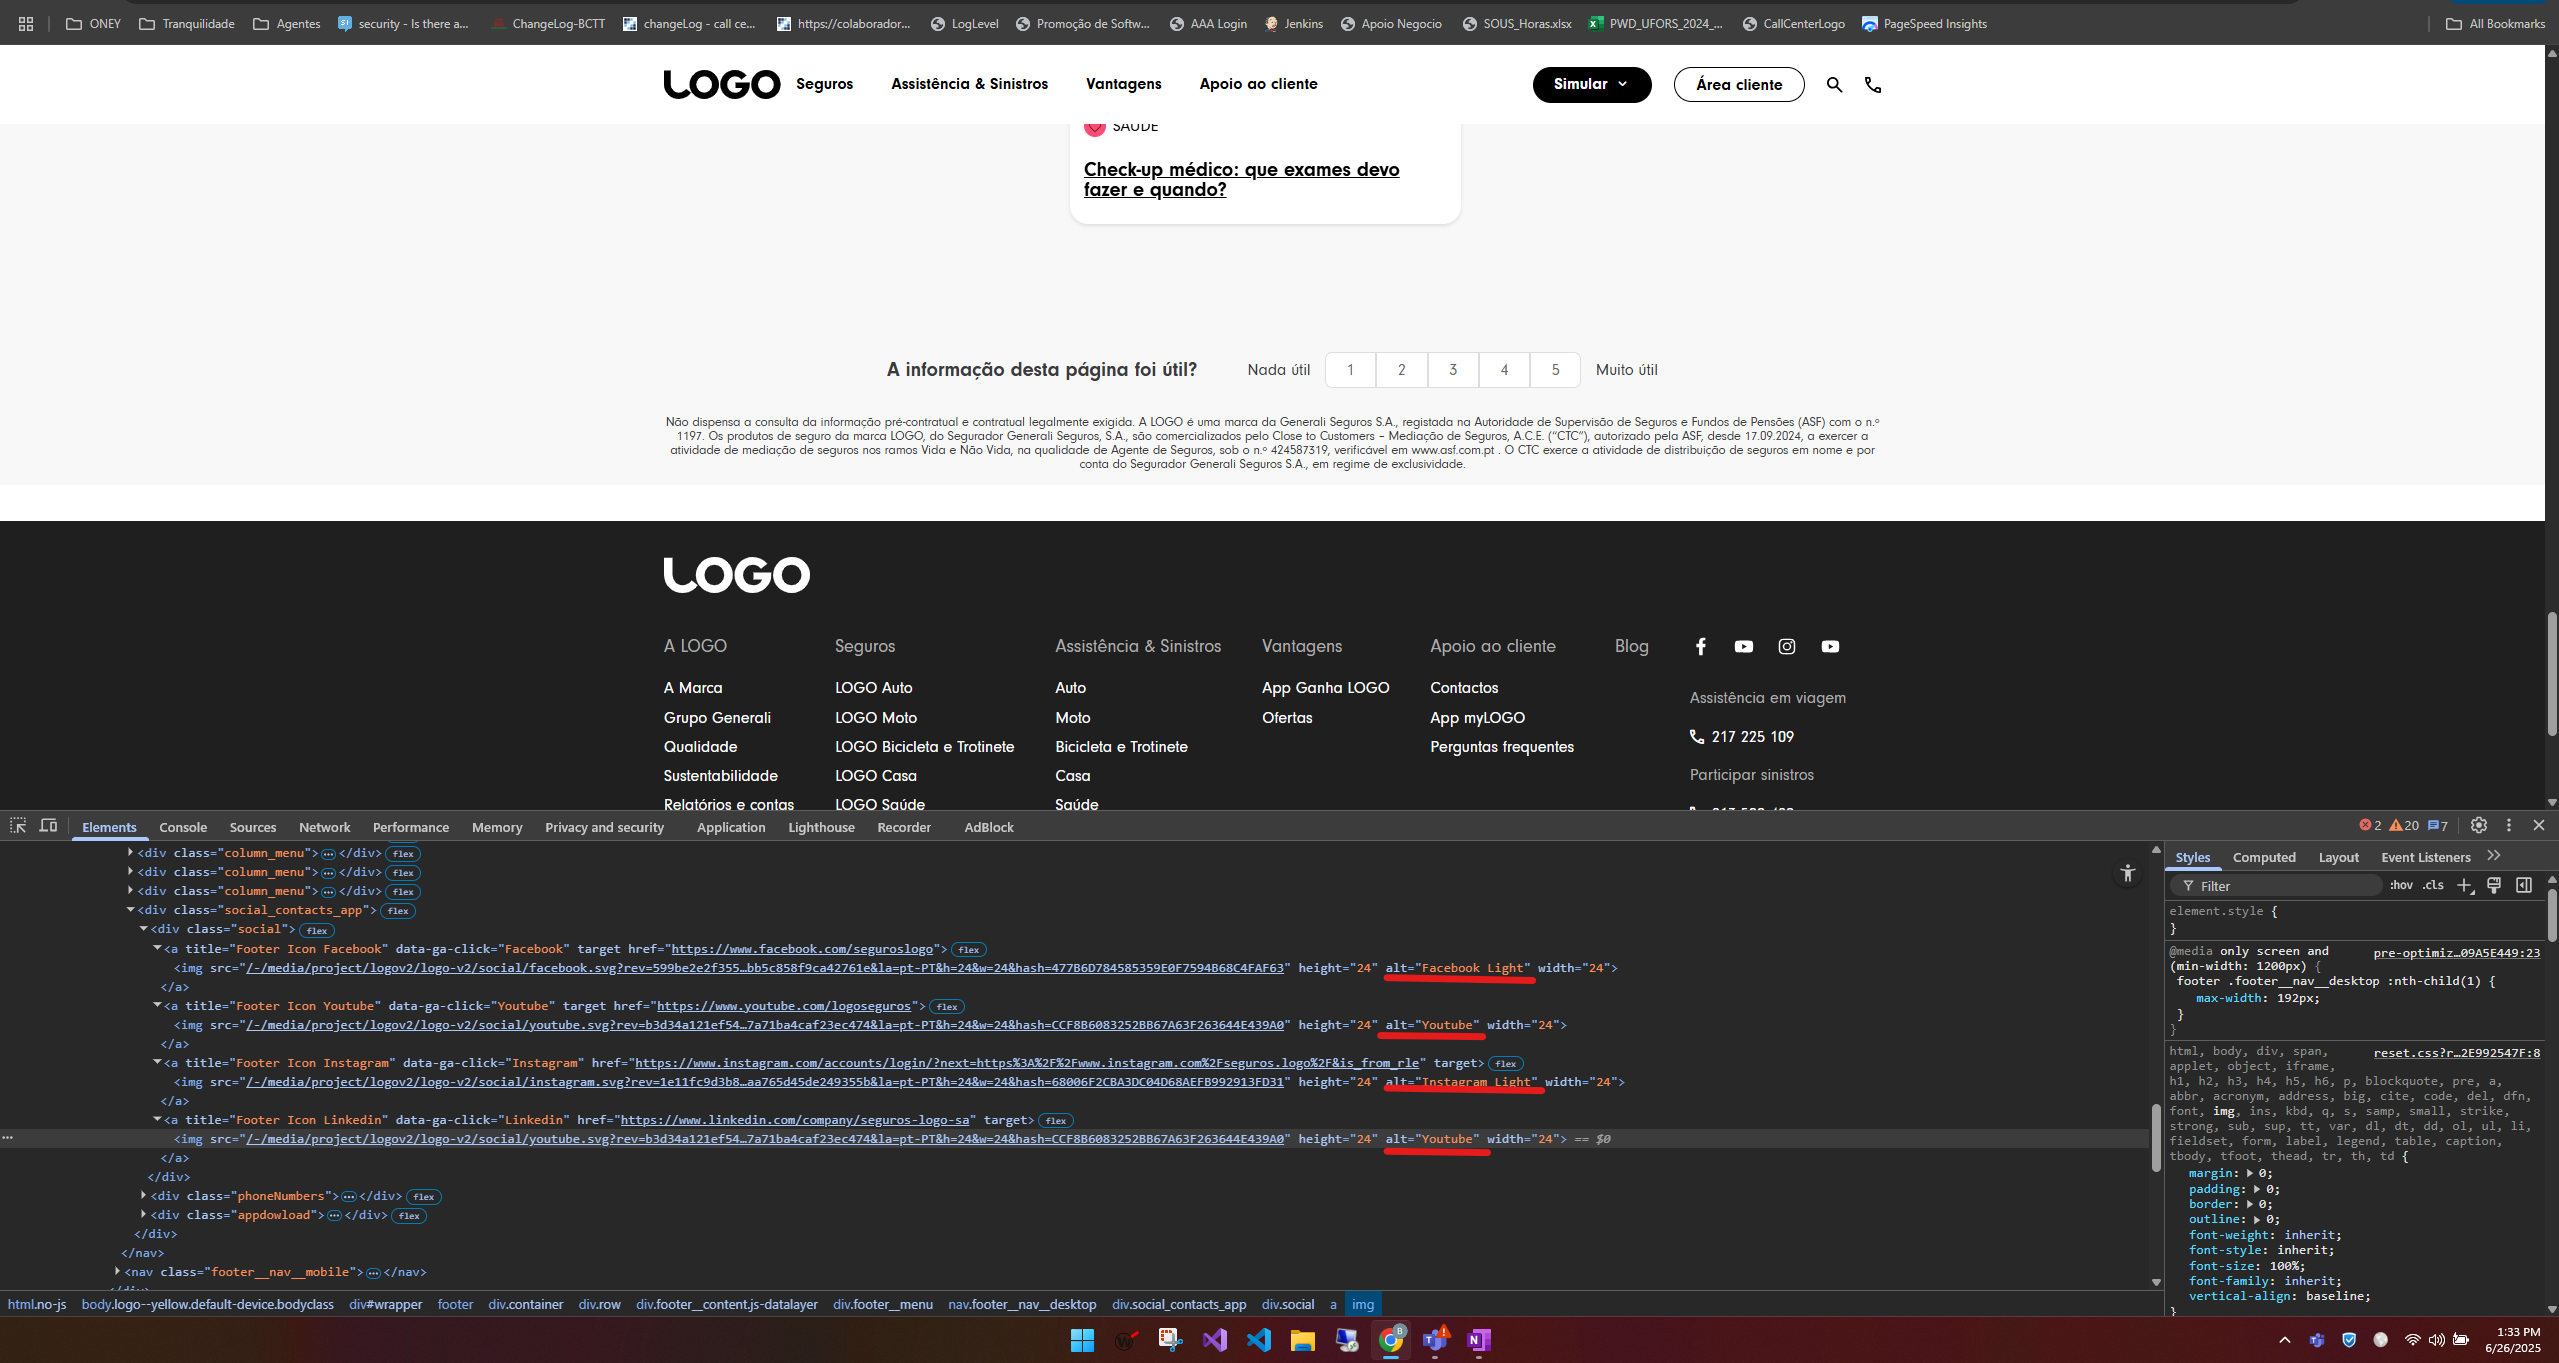 ONEY Tranquilidade Agentes security - Is there a... ChangeLog-BCTT changeLog - call ce... https://colaborador... LogLevel Promoção de Softw... AAA Login Jenkins Apoio Negocio SOUS_Horas.xlsx PWD_UFORS_2024_... CallCenterLogo PageSpeed Insights All Bookmarks
LOGO Seguros Assistência & Sinistros Vantagens Apoio ao cliente Simular Área cliente
SAÚDE
Check-up médico: que exames devo
fazer e quando?
A informação desta página foi útil? Nada útil 1 2 3 4 5 Muito útil
Não dispensa a consulta da informação pré-contratual e contratual legalmente exigida. A LOGO é uma marca da Generali Seguros S.A., registada na Autoridade de Supervisão de Seguros e Fundos de Pensões (ASF) com o n.º
1197. Os produtos de seguro da marca LOGO, do Segurador Generali Seguros, S.A., são comercializados pelo Close to Customers – Mediação de Seguros, A.C.E. (“CTC”), autorizado pela ASF, desde 17.09.2024, a exercer a
atividade de mediação de seguros nos ramos Vida e Não Vida, na qualidade de Agente de Seguros, sob o n.º 424587319, verificável em www.asf.com.pt . O CTC exerce a atividade de distribuição de seguros em nome e por
conta do Segurador Generali Seguros S.A., em regime de exclusividade.
LOGO
A LOGO Seguros Assistência & Sinistros Vantagens Apoio ao cliente Blog
A Marca LOGO Auto Auto App Ganha LOGO Contactos Assistência em viagem
Grupo Generali LOGO Moto Moto Ofertas App myLOGO
Qualidade LOGO Bicicleta e Trotinete Bicicleta e Trotinete Perguntas frequentes 217 225 109
Sustentabilidade LOGO Casa Casa Participar sinistros
Relatórios e contas LOGO Saúde Saúde
Elements Console Sources Network Performance Memory Privacy and security Application Lighthouse Recorder AdBlock 2 20 7
<div class="column_menu"> ... </div> flex
<div class="column_menu"> ... </div> flex
<div class="column_menu"> ... </div> flex
<div class="social_contacts_app"> flex
<div class="social"> flex
<a title="Footer Icon Facebook" data-ga-click="Facebook" target href="https://www.facebook.com/seguroslogo"> flex
<img src="/-/media/project/logov2/logo-v2/social/facebook.svg?rev=599be2e2f355…bb5c858f9ca42761e&la=pt-PT&h=24&w=24&hash=477B6D784585359E0F7594B68C4FAF63" height="24" alt="Facebook Light" width="24">
</a>
<a title="Footer Icon Youtube" data-ga-click="Youtube" target href="https://www.youtube.com/logoseguros"> flex
<img src="/-/media/project/logov2/logo-v2/social/youtube.svg?rev=b3d34a121ef54…7a71ba4caf23ec474&la=pt-PT&h=24&w=24&hash=CCF8B6083252BB67A63F263644E439A0" height="24" alt="Youtube" width="24">
</a>
<a title="Footer Icon Instagram" data-ga-click="Instagram" href="https://www.instagram.com/accounts/login/?next=https%3A%2F%2Fwww.instagram.com%2Fseguros.logo%2F&is_from_rle" target> flex
<img src="/-/media/project/logov2/logo-v2/social/instagram.svg?rev=1e11fc9d3b8…aa765d45de249355b&la=pt-PT&h=24&w=24&hash=68006F2CBA3DC04D68AEFB992913FD31" height="24" alt="Instagram Light" width="24">
</a>
<a title="Footer Icon Linkedin" data-ga-click="Linkedin" href="https://www.linkedin.com/company/seguros-logo-sa" target> flex
<img src="/-/media/project/logov2/logo-v2/social/youtube.svg?rev=b3d34a121ef54…7a71ba4caf23ec474&la=pt-PT&h=24&w=24&hash=CCF8B6083252BB67A63F263644E439A0" height="24" alt="Youtube" width="24"> == $0
</a>
</div>
<div class="phoneNumbers"> ... </div> flex
<div class="appdowload"> ... </div> flex
</div>
</nav>
<nav class="footer__nav__mobile"> ... </nav>
html.no-js body.logo--yellow.default-device.bodyclass div#wrapper footer div.container div.row div.footer__content.js-datalayer div.footer__menu nav.footer__nav__desktop div.social_contacts_app div.social a img
Styles Computed Layout Event Listeners
Filter :hov .cls
element.style {
}
@media only screen and pre-optimiz…09A5E449:23
(min-width: 1200px) {
footer .footer__nav__desktop :nth-child(1) {
max-width: 192px;
}
}
html, body, div, span, reset.css?r…2E992547F:8
applet, object, iframe,
h1, h2, h3, h4, h5, h6, p, blockquote, pre, a,
abbr, acronym, address, big, cite, code, del, dfn,
font, img, ins, kbd, q, s, samp, small, strike,
strong, sub, sup, tt, var, dl, dt, dd, ol, ul, li,
fieldset, form, label, legend, table, caption,
tbody, tfoot, thead, tr, th, td {
margin: 0;
padding: 0;
border: 0;
outline: 0;
font-weight: inherit;
font-style: inherit;
font-size: 100%;
font-family: inherit;
vertical-align: baseline;
}
1:33 PM
6/26/2025